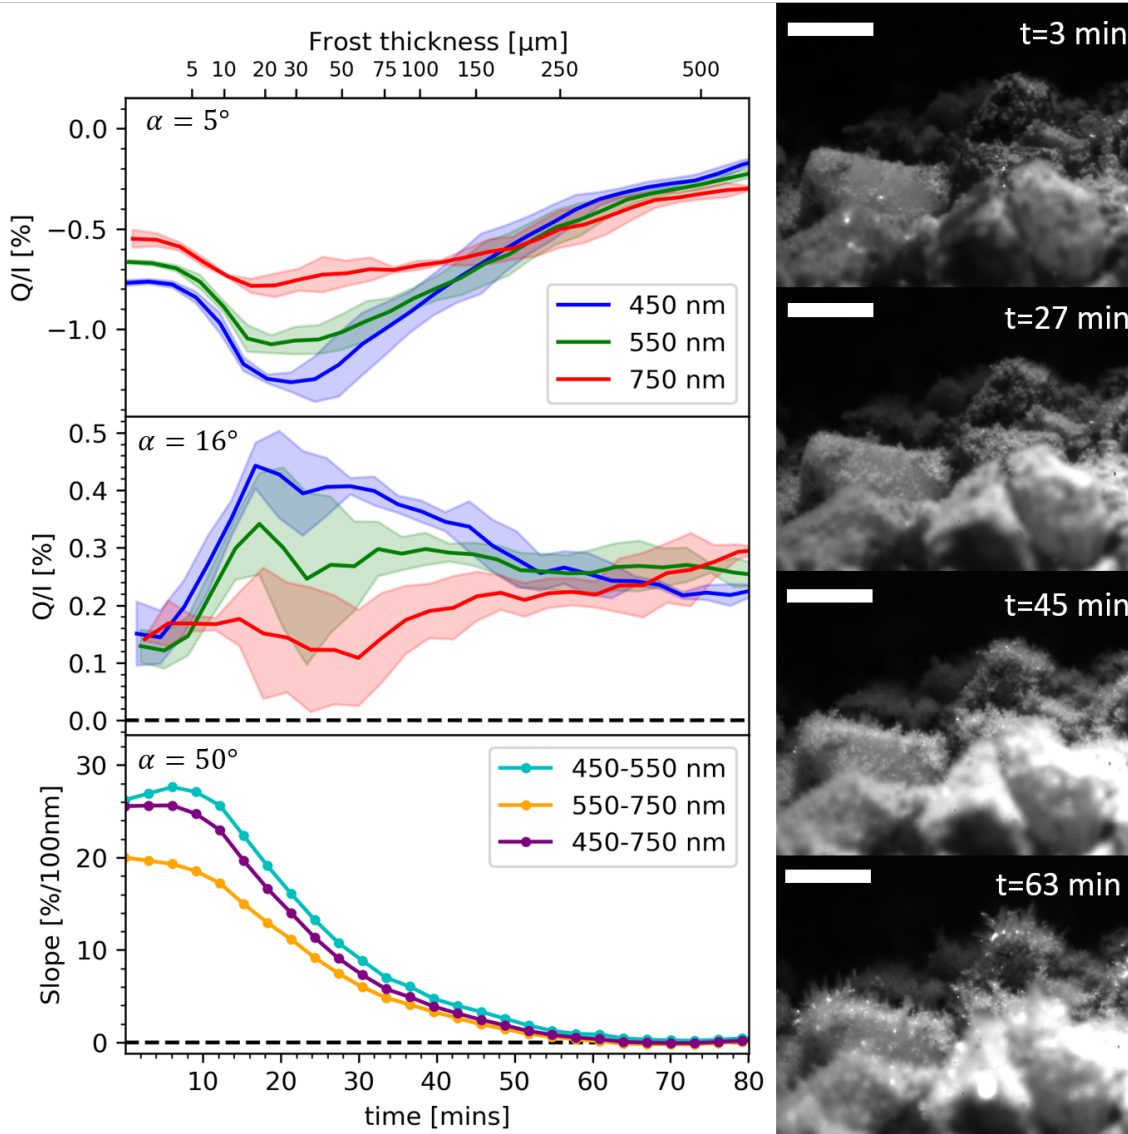 Frost thickness [µm]
5 10 20 30 50 75 100 150 250 500
α = 5°
0.0
−0.5
−1.0
Q/I [%]
450 nm
550 nm
750 nm
α = 16°
0.5
0.4
0.3
0.2
0.1
0.0
Q/I [%]
α = 50°
30
20
10
0
Slope [%/100nm]
450-550 nm
550-750 nm
450-750 nm
10 20 30 40 50 60 70 80
time [mins]
t=3 min
t=27 min
t=45 min
t=63 min